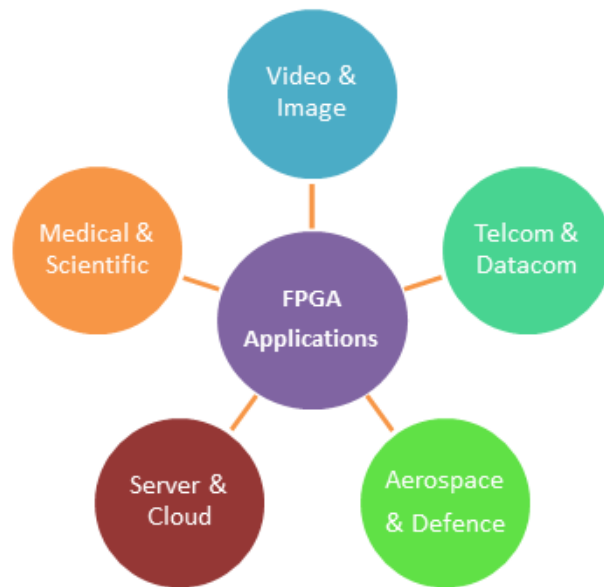 Video &
Image
Medical &
Scientific
Telcom &
Datacom
FPGA
Applications
Server &
Cloud
Aerospace
& Defence